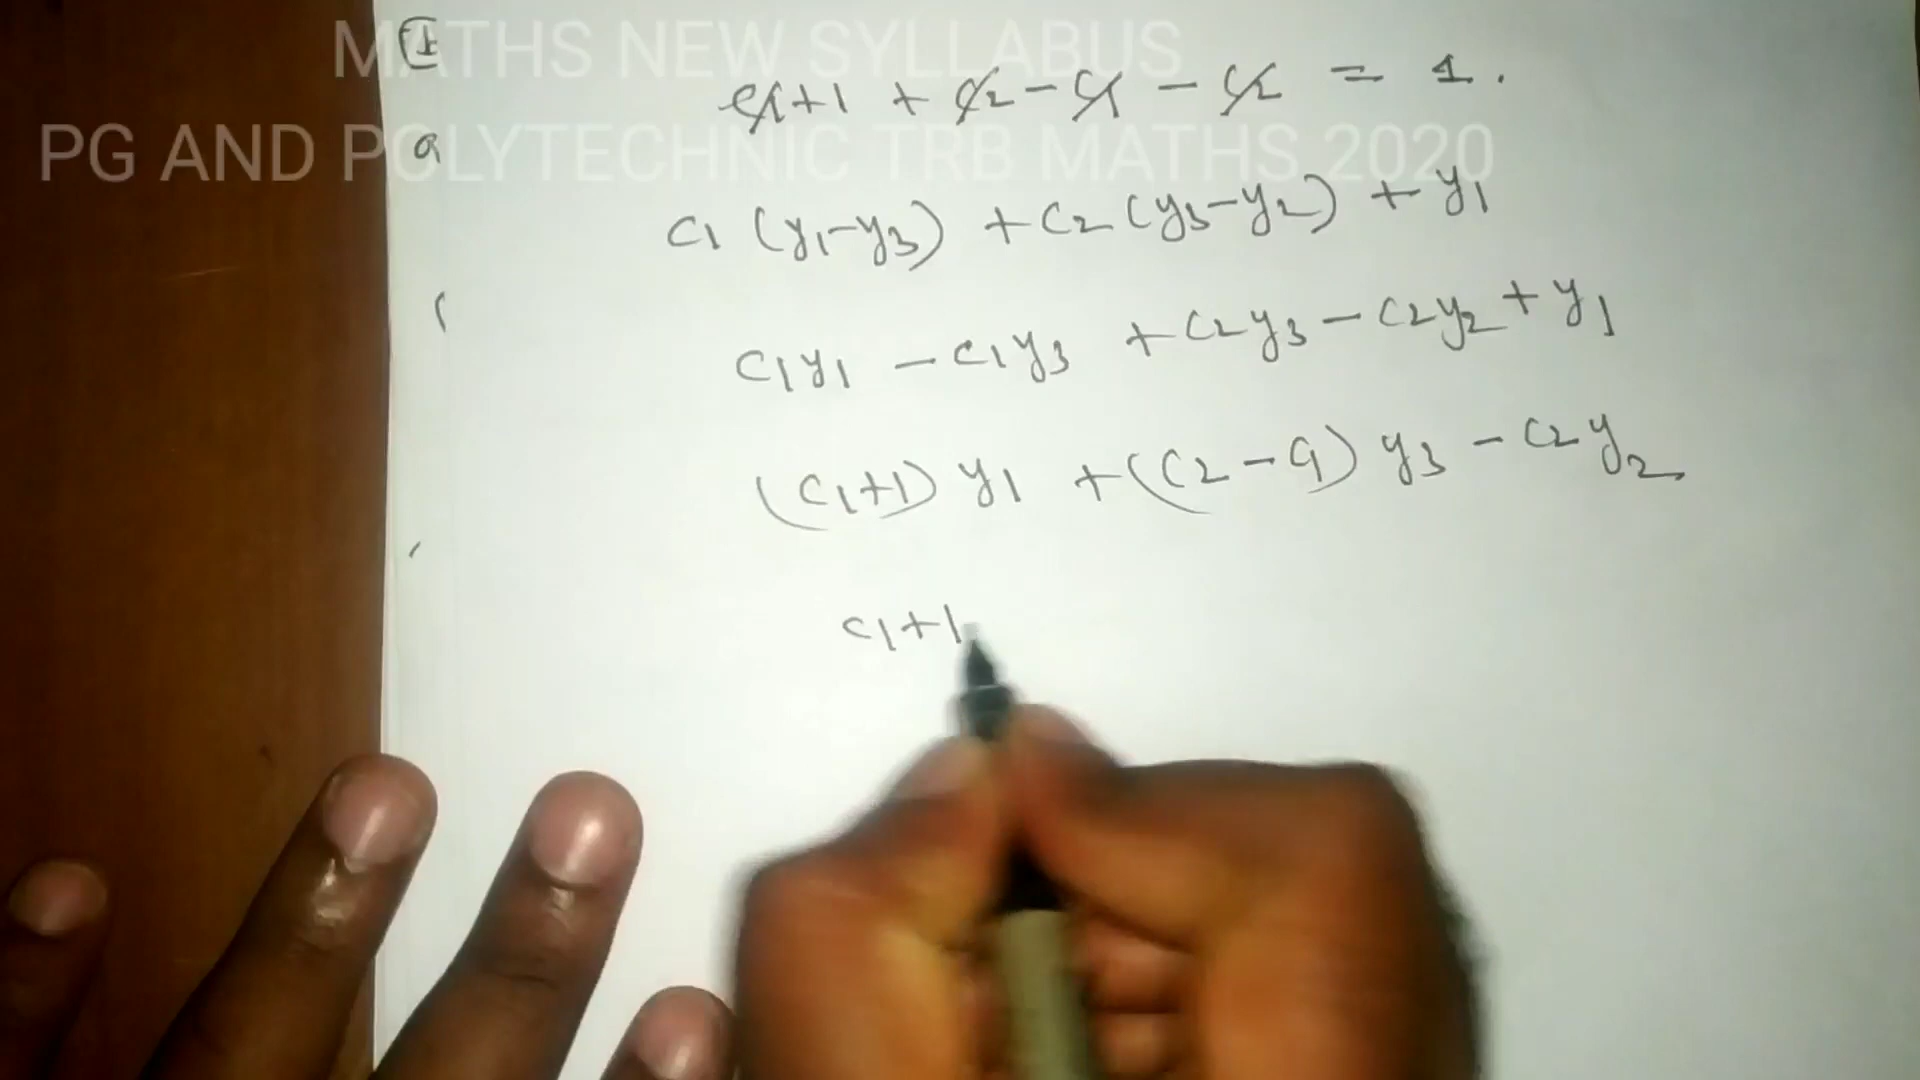 MATHS NEW SYLLABUS
PG AND POLYTECHNIC TRB MATHS 2020
c1+1 + c2 - c1 - c2 = 1.
c1 (y1-y3) + c2 (y3-y2) + y1
c1y1 - c1y3 + c2y3 - c2y2 + y1
(c1+1) y1 + (c2-c1) y3 - c2y2
c1+1